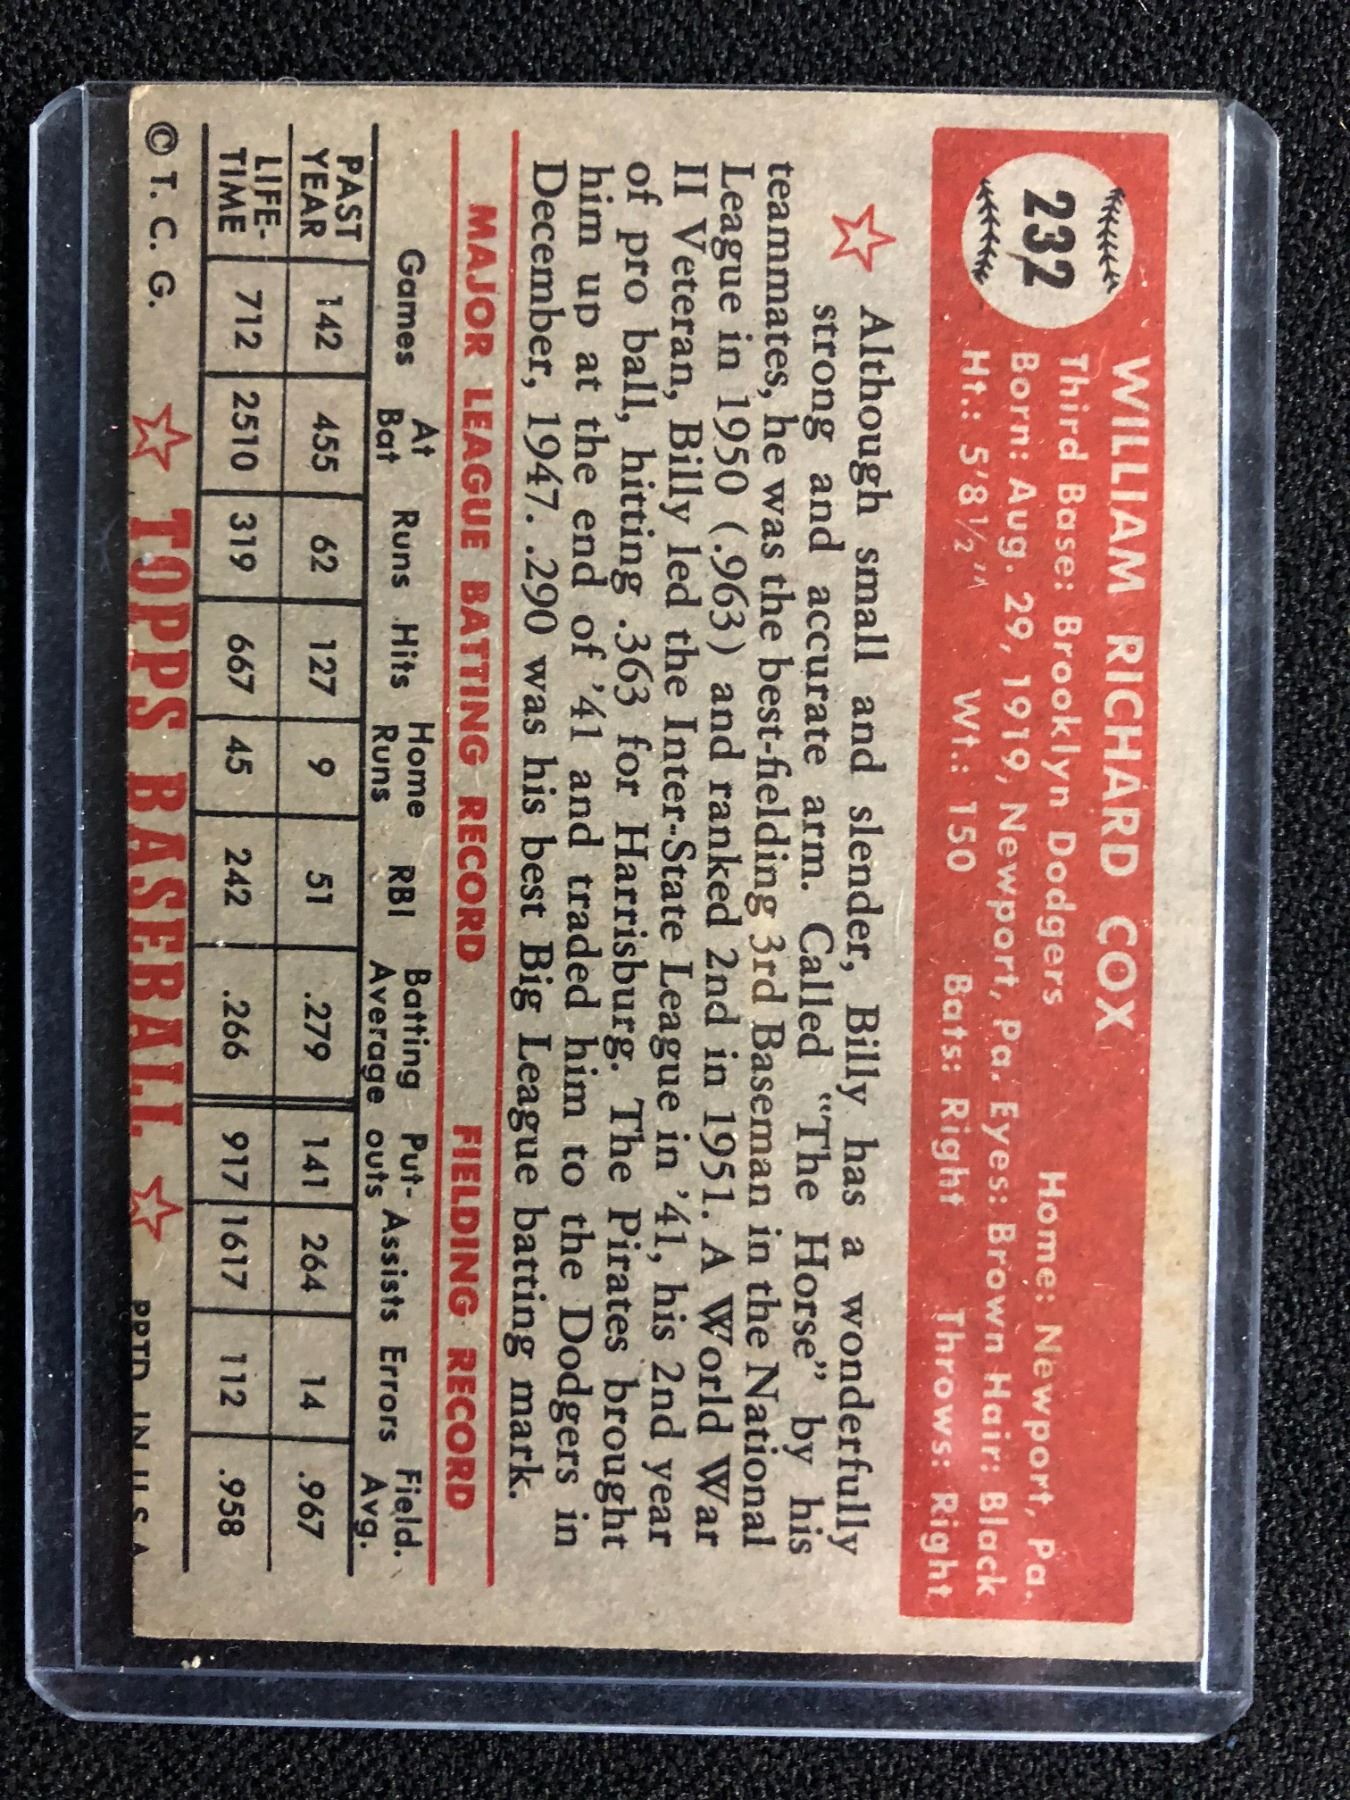 232
WILLIAM RICHARD COX
Third Base: Brooklyn Dodgers Home: Newport, Pa.
Born: Aug. 29, 1919, Newport, Pa. Eyes: Brown Hair: Black
Ht.: 5'8½" Wt.: 150 Bats: Right Throws: Right
Although small and slender, Billy has a wonderfully
strong and accurate arm. Called "The Horse" by his
teammates, he was the best-fielding 3rd Baseman in the National
League in 1950 (.963) and ranked 2nd in 1951. A World War
II Veteran, Billy led the Inter-State League in '41, his 2nd year
of pro ball, hitting .363 for Harrisburg. The Pirates brought
him up at the end of '41 and traded him to the Dodgers in
December, 1947. .290 was his best Big League batting mark.
MAJOR LEAGUE BATTING RECORD FIELDING RECORD
Games At Bat Runs Hits Home Runs RBI Batting Average Put-outs Assists Errors Field. Avg.
PAST YEAR 142 455 62 127 9 51 .279 141 264 14 .967
LIFE-TIME 712 2510 319 667 45 242 .266 917 1617 112 .958
© T. C. G. TOPPS BASEBALL PRTD. IN U.S.A.